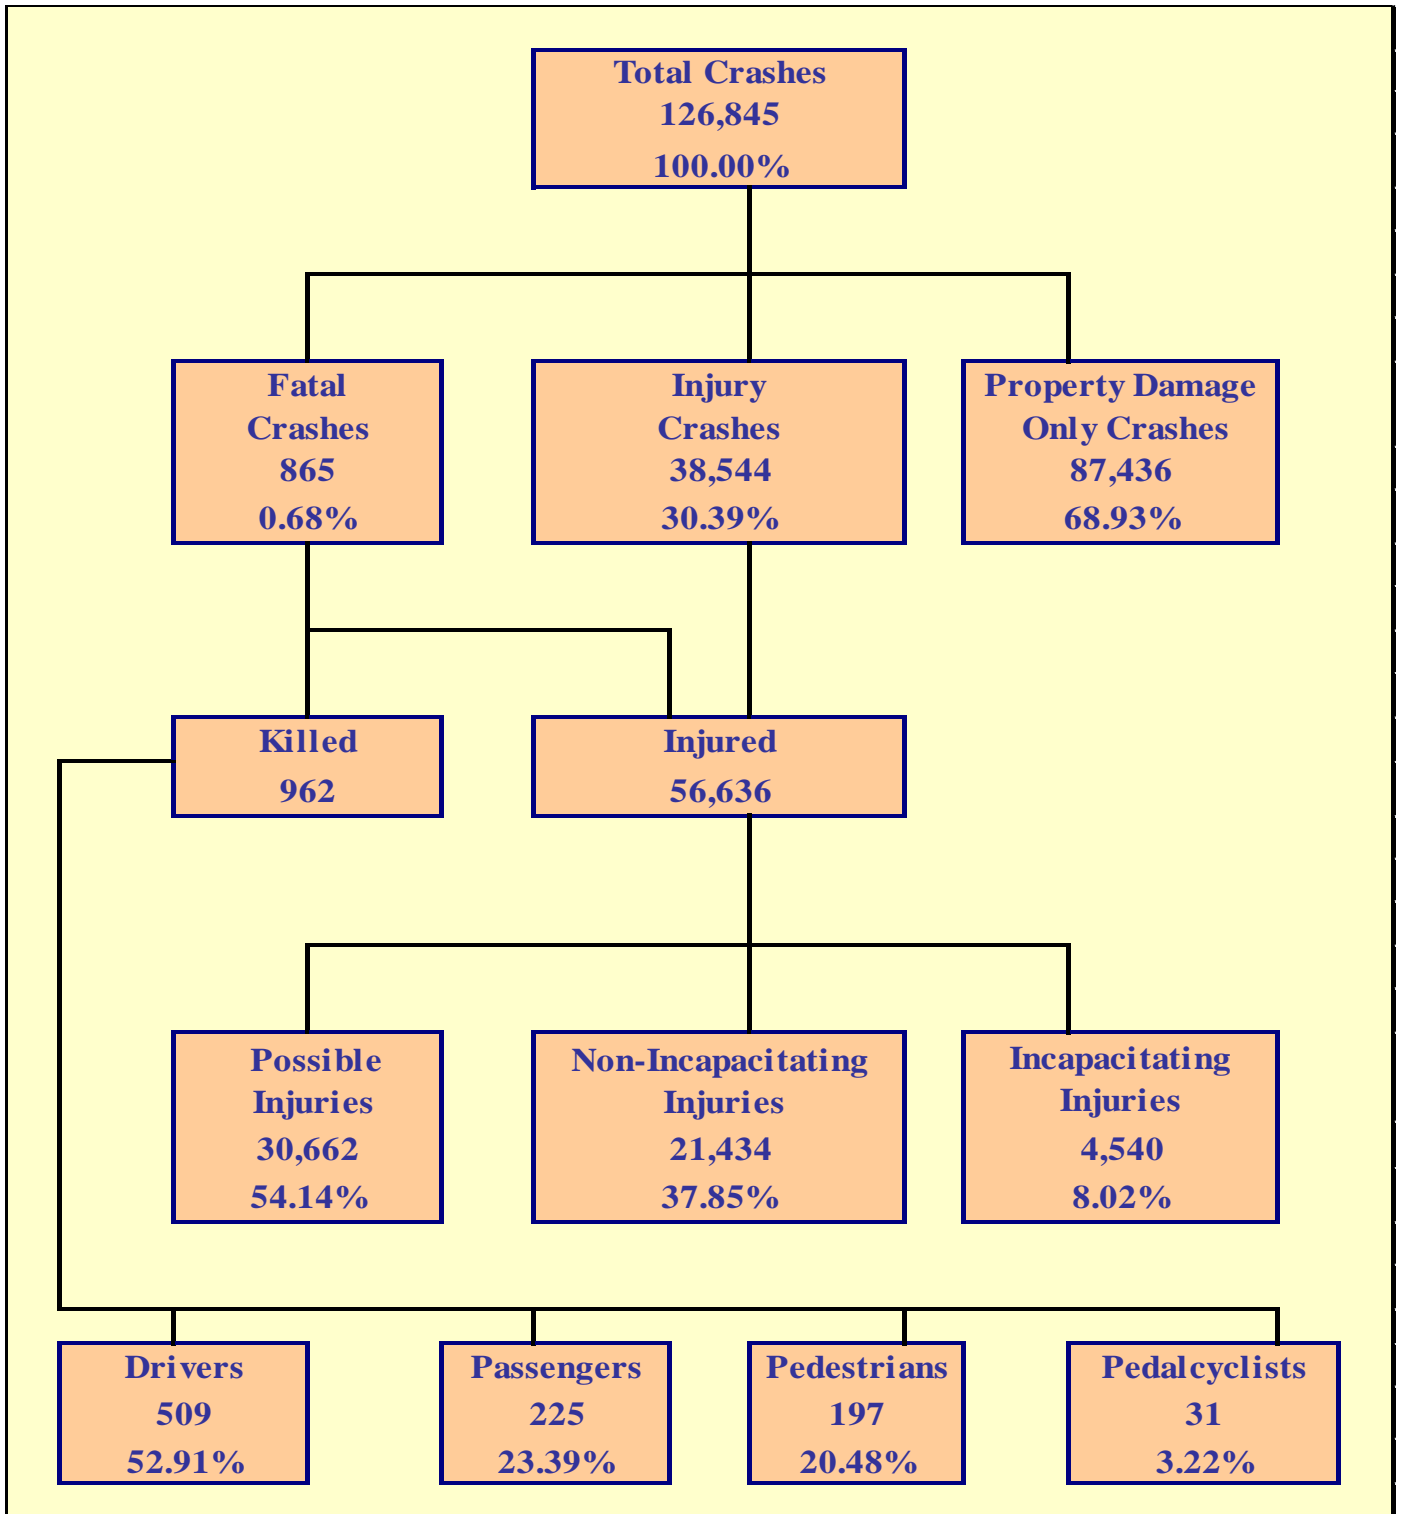 Total Crashes
126,845
100.00%
Fatal
Crashes
865
0.68%
Injury
Crashes
38,544
30.39%
Property Damage
Only Crashes
87,436
68.93%
Killed
962
Injured
56,636
Possible
Injuries
30,662
54.14%
Non-Incapacitating
Injuries
21,434
37.85%
Incapacitating
Injuries
4,540
8.02%
Drivers
509
52.91%
Passengers
225
23.39%
Pedestrians
197
20.48%
Pedalcyclists
31
3.22%